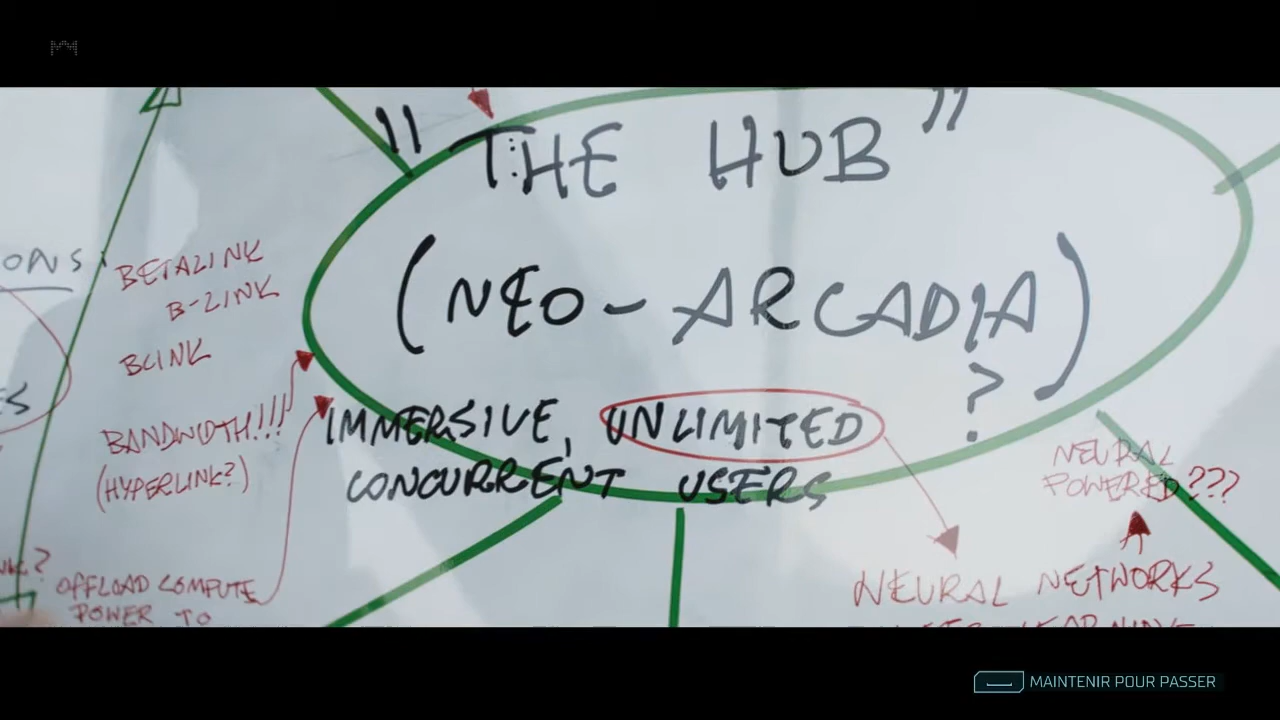 "THE HUB"
(NEO-ARCADIA)
?
IMMERSIVE, UNLIMITED
CONCURRENT USERS
ONS
BETALINK
B-LINK
BLINK
BANDWIDTH!!!
(HYPERLINK?)
OFFLOAD COMPUTE
POWER TO
NEURAL
POWERED???
NEURAL NETWORKS
MAINTENIR POUR PASSER